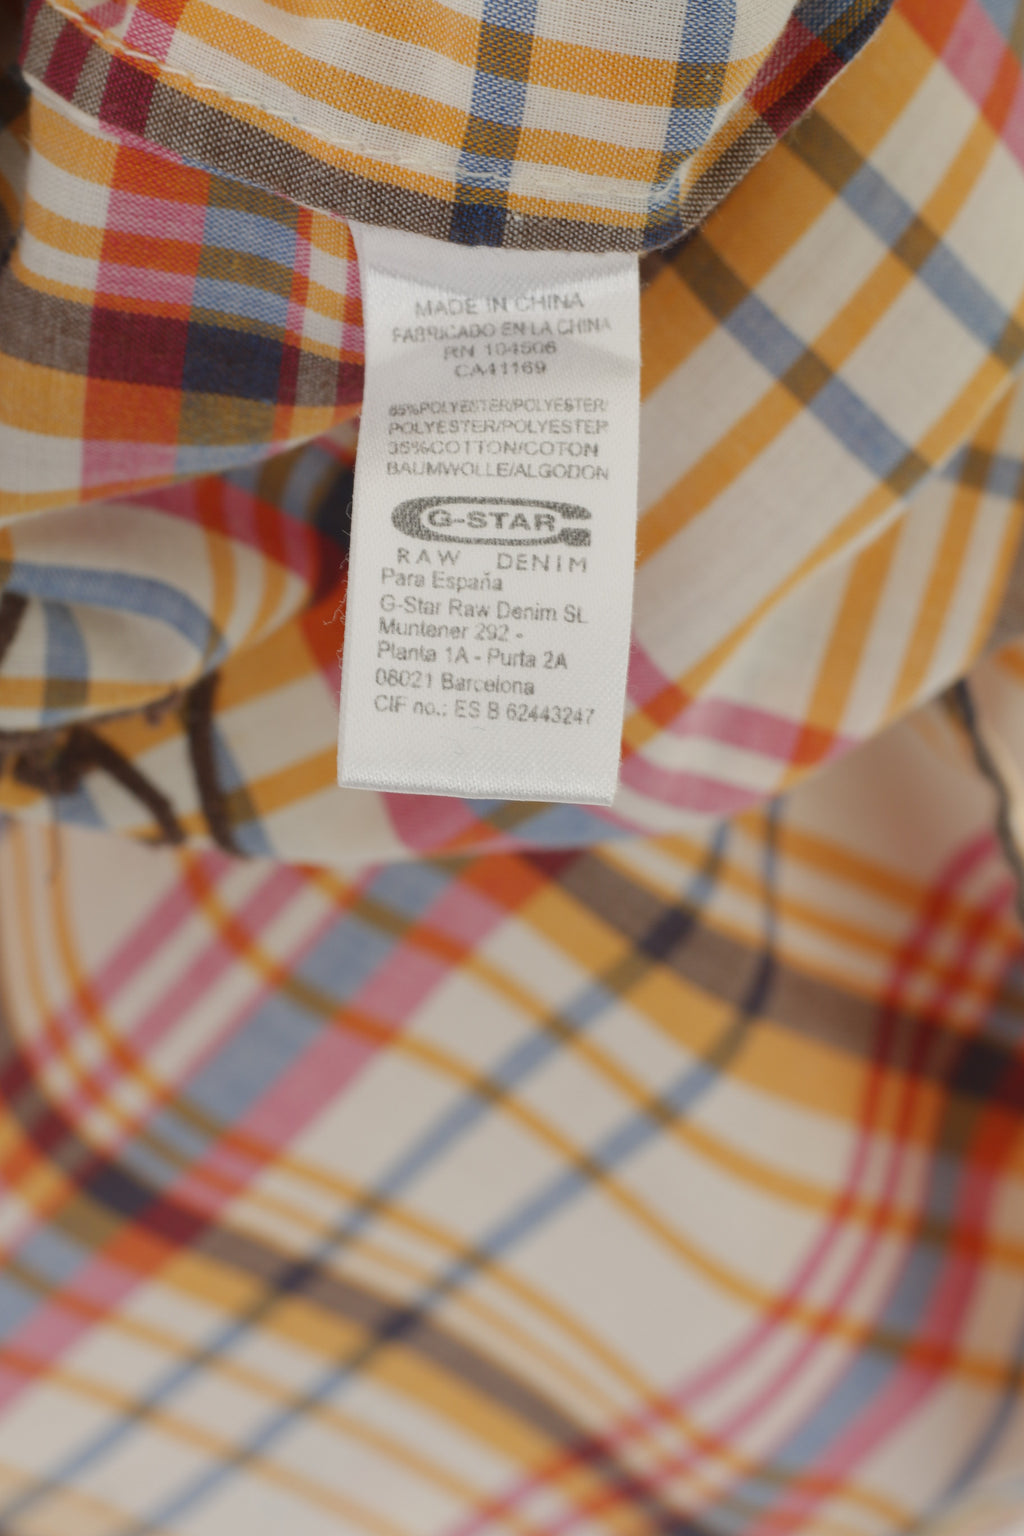 MADE IN CHINA
FABRICADO EN LA CHINA
RN 104506
CA41169
65%POLYESTER/POLYESTER/
POLYESTER/POLYESTER
35%COTTON/COTON
BAUMWOLLE/ALGODON
G-STAR
RAW DENIM
Para España
G-Star Raw Denim SL
Muntener 292 -
Planta 1A - Purta 2A
08021 Barcelona
CIF no.: ES B 62443247